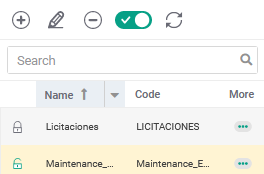 Search
Name Code More
Licitaciones LICITACIONES
Maintenance_... Maintenance_E...